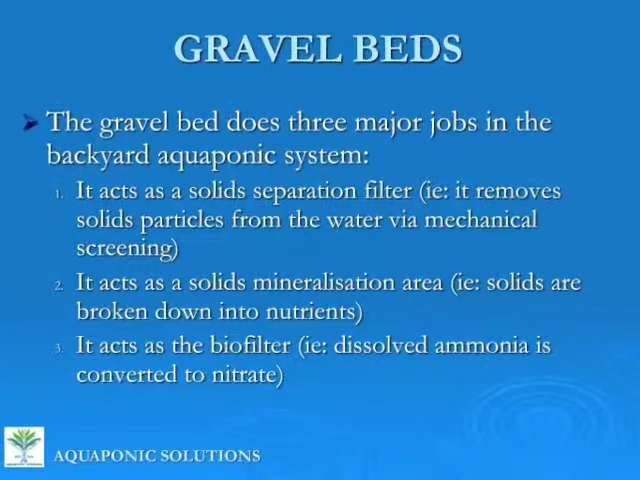 GRAVEL BEDS
The gravel bed does three major jobs in the
backyard aquaponic system:
1. It acts as a solids separation filter (ie: it removes
solids particles from the water via mechanical
screening)
2. It acts as a solids mineralisation area (ie: solids are
broken down into nutrients)
3. It acts as the biofilter (ie: dissolved ammonia is
converted to nitrate)
AQUAPONIC SOLUTIONS